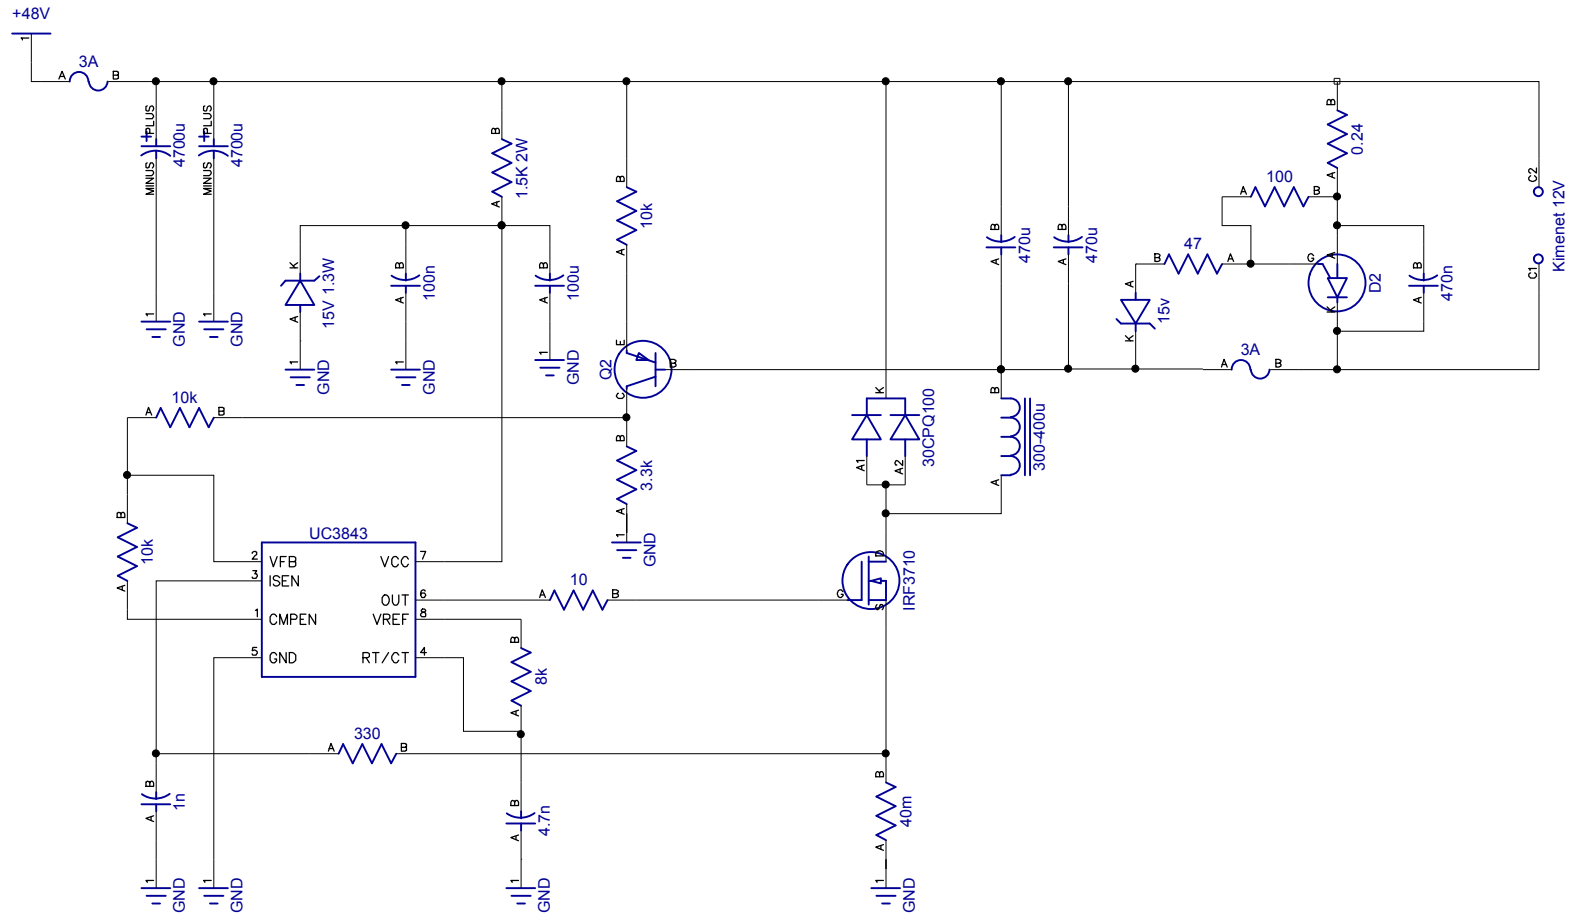 +48V
1
A
3A
B
PLUS
+
MINUS
4700u
1
GND
PLUS
+
MINUS
4700u
1
GND
B
1.5K 2W
A
K
15V 1.3W
A
1
GND
B
100n
A
1
GND
B
100u
A
1
GND
B
10k
A
E
Q2
B
C
B
3.3k
A
1
GND
A
10k
B
B
10k
A
UC3843
2
VFB
3
ISEN
1
CMPEN
5
GND
VCC
7
OUT
6
VREF
8
RT/CT
4
A
10
B
B
8k
A
A
330
B
B
1n
A
1
GND
1
GND
B
4.7n
A
1
GND
K
30CPQ100
A1
A2
D
G
S
IRF3710
B
40m
A
1
GND
B
470u
A
B
470u
A
B
300-400u
A
B
0.24
A
A
100
B
B
47
A
A
15v
K
G
A
K
D2
B
470n
A
A
3A
B
C2
C1
Kimenet 12V